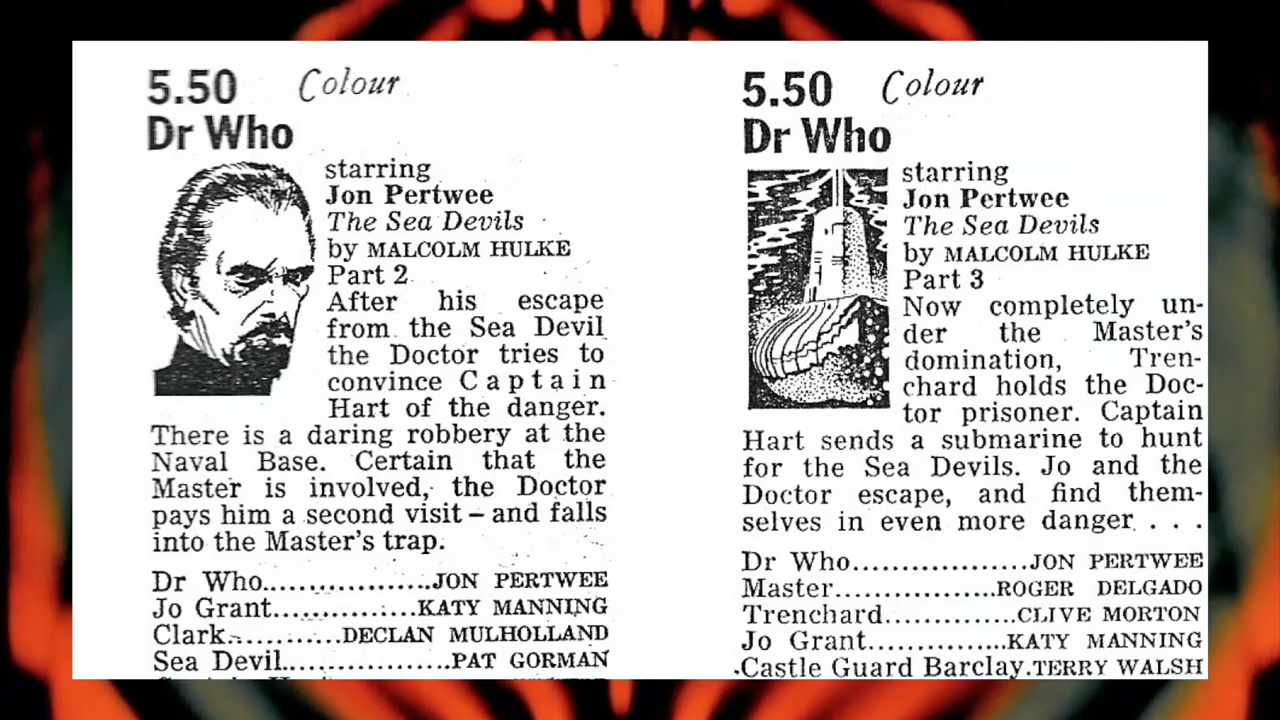 5.50 Colour
Dr Who
starring
Jon Pertwee
The Sea Devils
by MALCOLM HULKE
Part 2
After his escape
from the Sea Devil
the Doctor tries to
convince Captain
Hart of the danger.
There is a daring robbery at the
Naval Base. Certain that the
Master is involved, the Doctor
pays him a second visit – and falls
into the Master's trap.
Dr Who..................JON PERTWEE
Jo Grant................KATY MANNING
Clark...........DECLAN MULHOLLAND
Sea Devil..................PAT GORMAN
5.50 Colour
Dr Who
starring
Jon Pertwee
The Sea Devils
by MALCOLM HULKE
Part 3
Now completely un-
der the Master's
domination, Tren-
chard holds the Doc-
tor prisoner. Captain
Hart sends a submarine to hunt
for the Sea Devils. Jo and the
Doctor escape, and find them-
selves in even more danger . . .
Dr Who...................JON PERTWEE
Master..................ROGER DELGADO
Trenchard...............CLIVE MORTON
Jo Grant................KATY MANNING
Castle Guard Barclay.TERRY WALSH